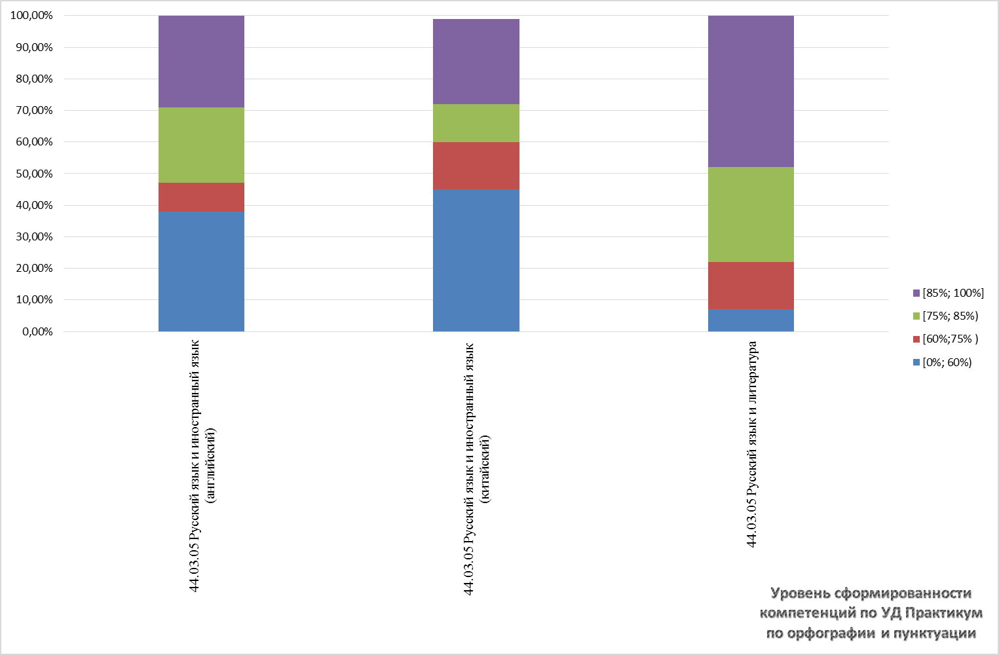 100,00%
90,00%
80,00%
70,00%
60,00%
50,00%
40,00%
30,00%
20,00%
10,00%
0,00%
44.03.05 Русский язык и иностранный язык
(английский)
44.03.05 Русский язык и иностранный язык
(китайский)
44.03.05 Русский язык и литература
[85%; 100%]
[75%; 85%)
[60%;75% )
[0%; 60%)
Уровень сформированности
компетенций по УД Практикум
по орфографии и пунктуации